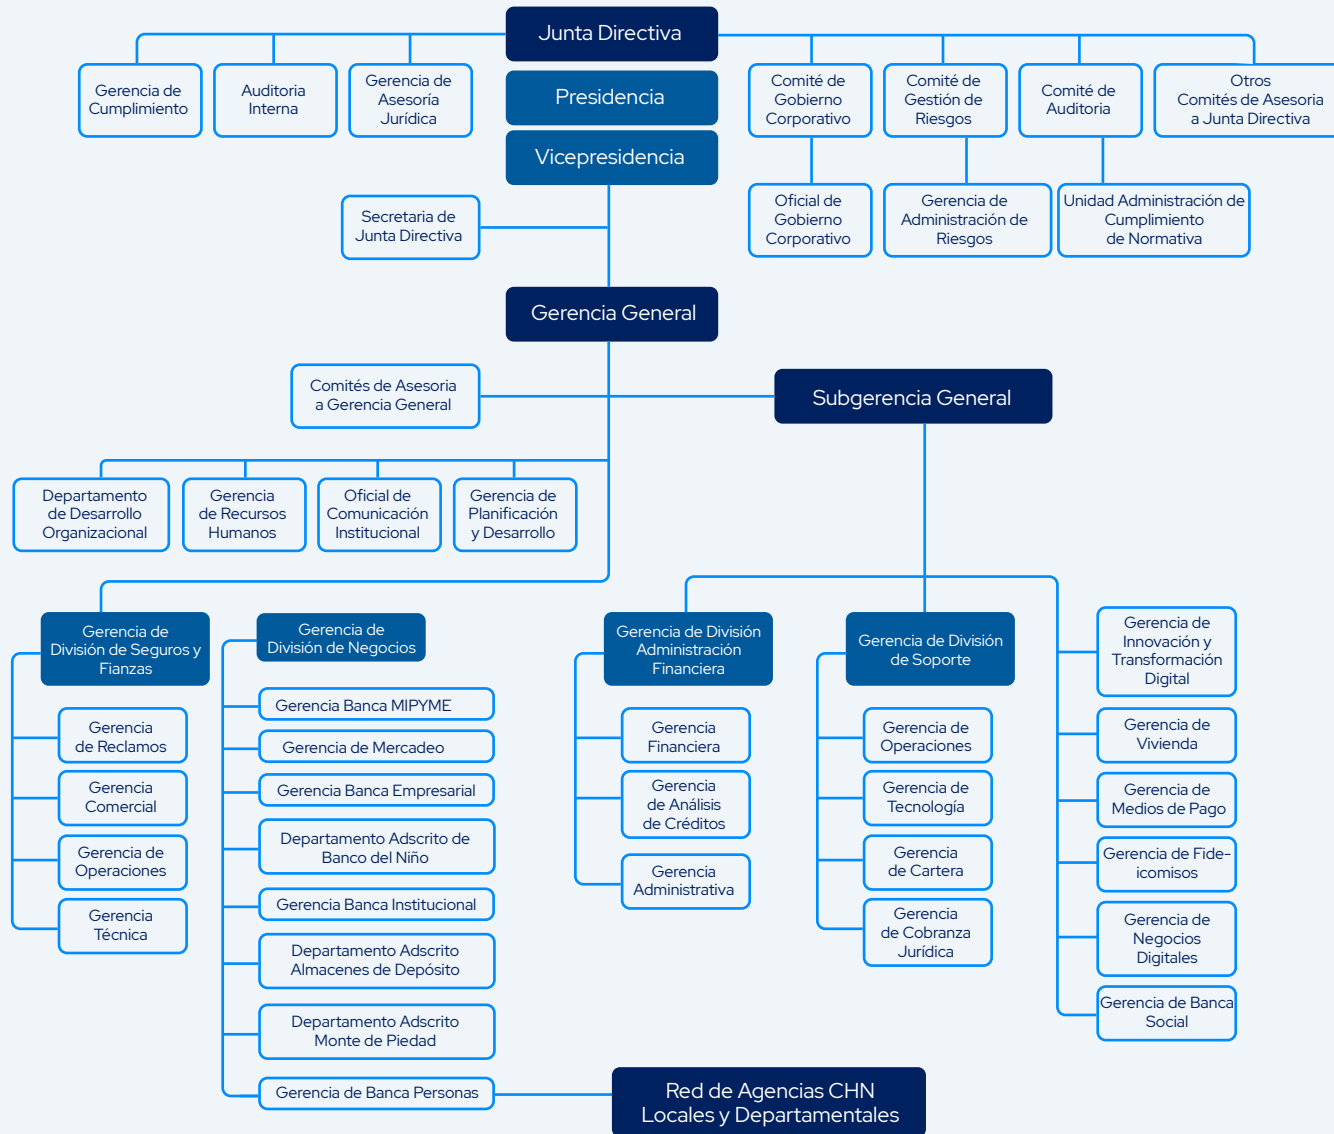 Junta Directiva
Presidencia
Vicepresidencia
Gerencia de
Cumplimiento
Auditoria
Interna
Gerencia de
Asesoría
Jurídica
Comité de
Gobierno
Corporativo
Comité de
Gestión de
Riesgos
Comité de
Auditoria
Otros
Comités de Asesoria
a Junta Directiva
Oficial de
Gobierno
Corporativo
Gerencia de
Administración de
Riesgos
Unidad Administración de
Cumplimiento
de Normativa
Secretaria de
Junta Directiva
Gerencia General
Comités de Asesoria
a Gerencia General
Subgerencia General
Departamento
de Desarrollo
Organizacional
Gerencia
de Recursos
Humanos
Oficial de
Comunicación
Institucional
Gerencia de
Planificación
y Desarrollo
Gerencia de
División de Seguros y
Fianzas
Gerencia
de Reclamos
Gerencia
Comercial
Gerencia de
Operaciones
Gerencia
Técnica
Gerencia de
División de Negocios
Gerencia Banca MIPYME
Gerencia de Mercadeo
Gerencia Banca Empresarial
Departamento Adscrito de
Banco del Niño
Gerencia Banca Institucional
Departamento Adscrito
Almacenes de Depósito
Departamento Adscrito
Monte de Piedad
Gerencia de Banca Personas
Red de Agencias CHN
Locales y Departamentales
Gerencia de División
Administración
Financiera
Gerencia
Financiera
Gerencia
de Análisis
de Créditos
Gerencia
Administrativa
Gerencia de División
de Soporte
Gerencia de
Operaciones
Gerencia de
Tecnología
Gerencia
de Cartera
Gerencia
de Cobranza
Jurídica
Gerencia de
Innovación y
Transformación
Digital
Gerencia de
Vivienda
Gerencia de
Medios de Pago
Gerencia de Fide-
icomisos
Gerencia de
Negocios
Digitales
Gerencia de Banca
Social